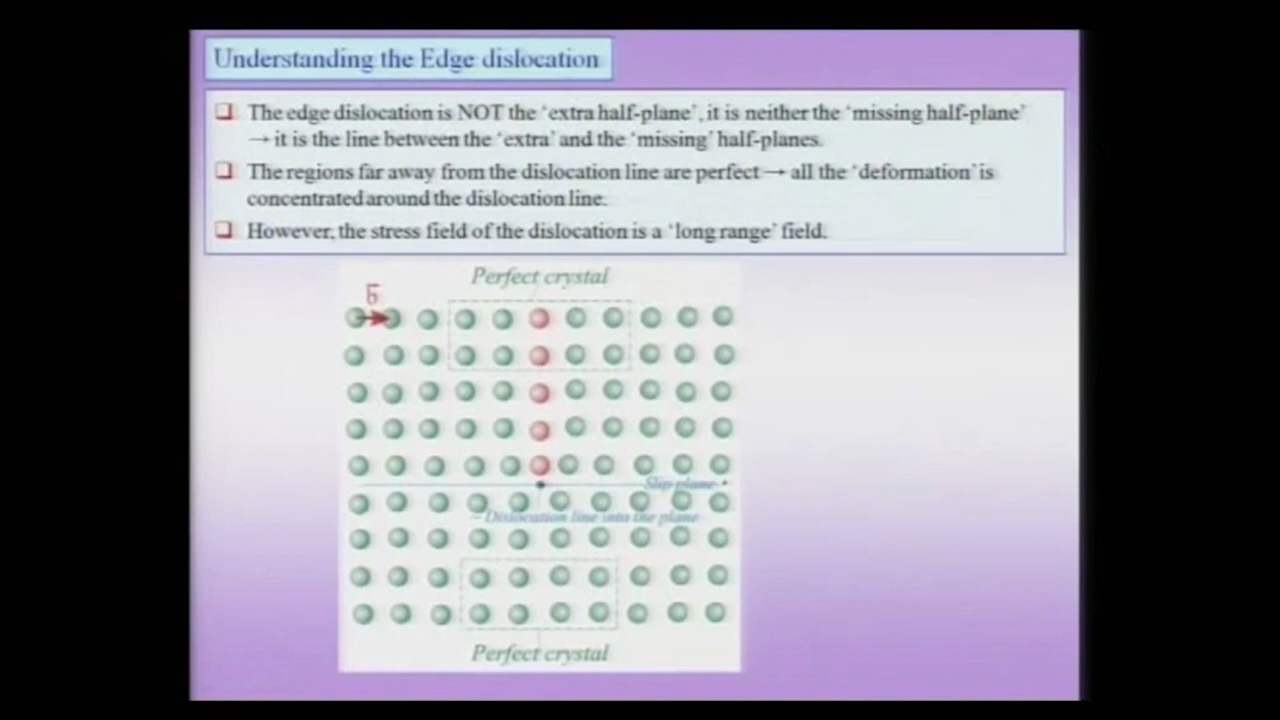 Understanding the Edge dislocation
The edge dislocation is NOT the ‘extra half-plane’, it is neither the ‘missing half-plane’
→ it is the line between the ‘extra’ and the ‘missing’ half-planes.
The regions far away from the dislocation line are perfect → all the ‘deformation’ is
concentrated around the dislocation line.
However, the stress field of the dislocation is a ‘long range’ field.
Perfect crystal
b
Slip plane
Dislocation line into the plane
Perfect crystal